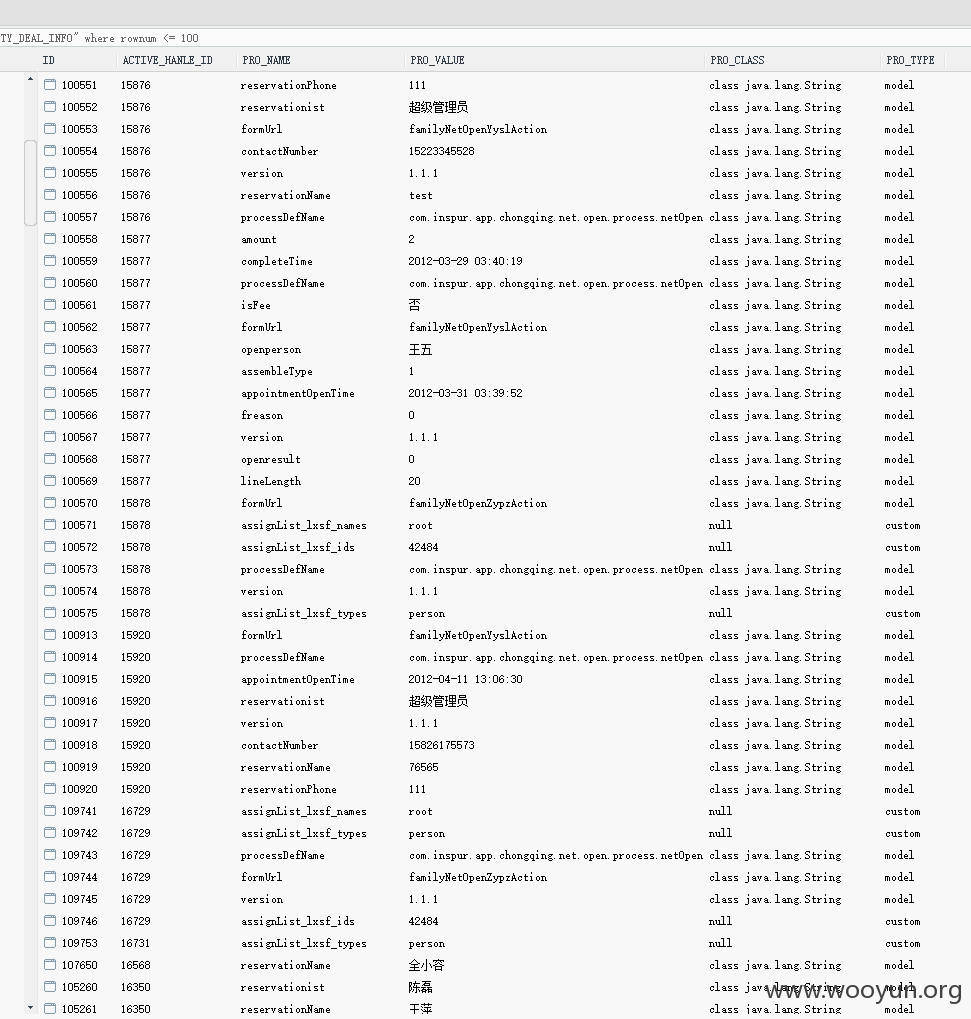 TY_DEAL_INFO" where rownum <= 100
ID ACTIVE_HANLE_ID PRO_NAME PRO_VALUE PRO_CLASS PRO_TYPE
100551 15876 reservationPhone 111 class java.lang.String model
100552 15876 reservationist 超级管理员 class java.lang.String model
100553 15876 formUrl familyNetOpenYyslAction class java.lang.String model
100554 15876 contactNumber 15223345528 class java.lang.String model
100555 15876 version 1.1.1 class java.lang.String model
100556 15876 reservationName test class java.lang.String model
100557 15876 processDefName com.inspur.app.chongqing.net.open.process.netOpen class java.lang.String model
100558 15877 amount 2 class java.lang.String model
100559 15877 completeTime 2012-03-29 03:40:19 class java.lang.String model
100560 15877 processDefName com.inspur.app.chongqing.net.open.process.netOpen class java.lang.String model
100561 15877 isFee 否 class java.lang.String model
100562 15877 formUrl familyNetOpenYyslAction class java.lang.String model
100563 15877 openperson 王五 class java.lang.String model
100564 15877 assembleType 1 class java.lang.String model
100565 15877 appointmentOpenTime 2012-03-31 03:39:52 class java.lang.String model
100566 15877 freason 0 class java.lang.String model
100567 15877 version 1.1.1 class java.lang.String model
100568 15877 openresult 0 class java.lang.String model
100569 15877 lineLength 20 class java.lang.String model
100570 15878 formUrl familyNetOpenZypzAction class java.lang.String model
100571 15878 assignList_lxsf_names root null custom
100572 15878 assignList_lxsf_ids 42484 null custom
100573 15878 processDefName com.inspur.app.chongqing.net.open.process.netOpen class java.lang.String model
100574 15878 version 1.1.1 class java.lang.String model
100575 15878 assignList_lxsf_types person null custom
100913 15920 formUrl familyNetOpenYyslAction class java.lang.String model
100914 15920 processDefName com.inspur.app.chongqing.net.open.process.netOpen class java.lang.String model
100915 15920 appointmentOpenTime 2012-04-11 13:06:30 class java.lang.String model
100916 15920 reservationist 超级管理员 class java.lang.String model
100917 15920 version 1.1.1 class java.lang.String model
100918 15920 contactNumber 15826175573 class java.lang.String model
100919 15920 reservationName 76565 class java.lang.String model
100920 15920 reservationPhone 111 class java.lang.String model
109741 16729 assignList_lxsf_names root null custom
109742 16729 assignList_lxsf_types person null custom
109743 16729 processDefName com.inspur.app.chongqing.net.open.process.netOpen class java.lang.String model
109744 16729 formUrl familyNetOpenZypzAction class java.lang.String model
109745 16729 version 1.1.1 class java.lang.String model
109746 16729 assignList_lxsf_ids 42484 null custom
109753 16731 assignList_lxsf_types person null custom
107650 16568 reservationName 全小容 class java.lang.String model
105260 16350 reservationist 陈磊 class java.lang.String model
105261 16350 reservationName 王萍 class java.lang.String model
www.wooyun.org